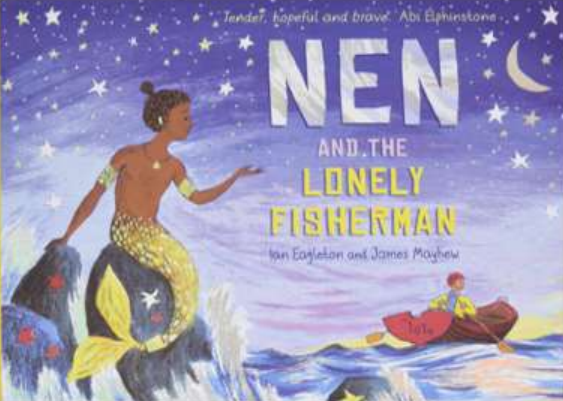 'Tender, hopeful and brave.' Abi Elphinstone
NEN
AND THE
LONELY
FISHERMAN
Ian Eagleton and James Mayhew